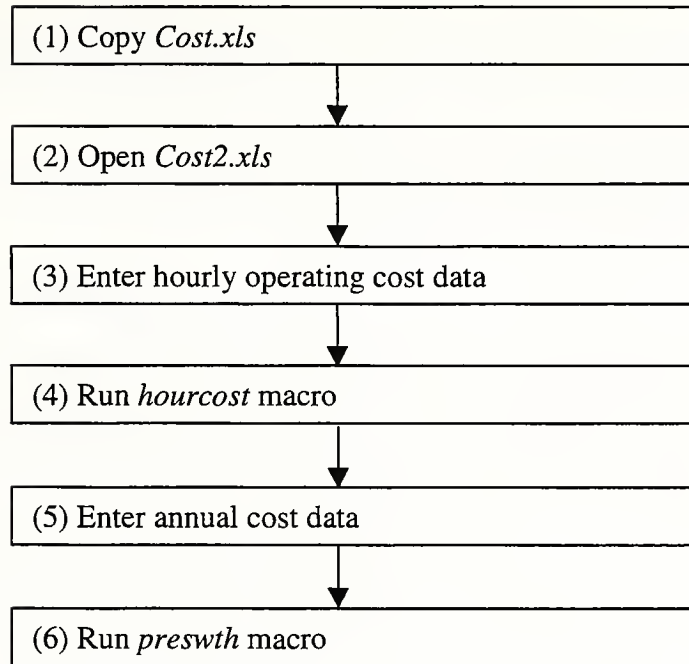 (1) Copy Cost.xls
(2) Open Cost2.xls
(3) Enter hourly operating cost data
(4) Run hourcost macro
(5) Enter annual cost data
(6) Run preswth macro